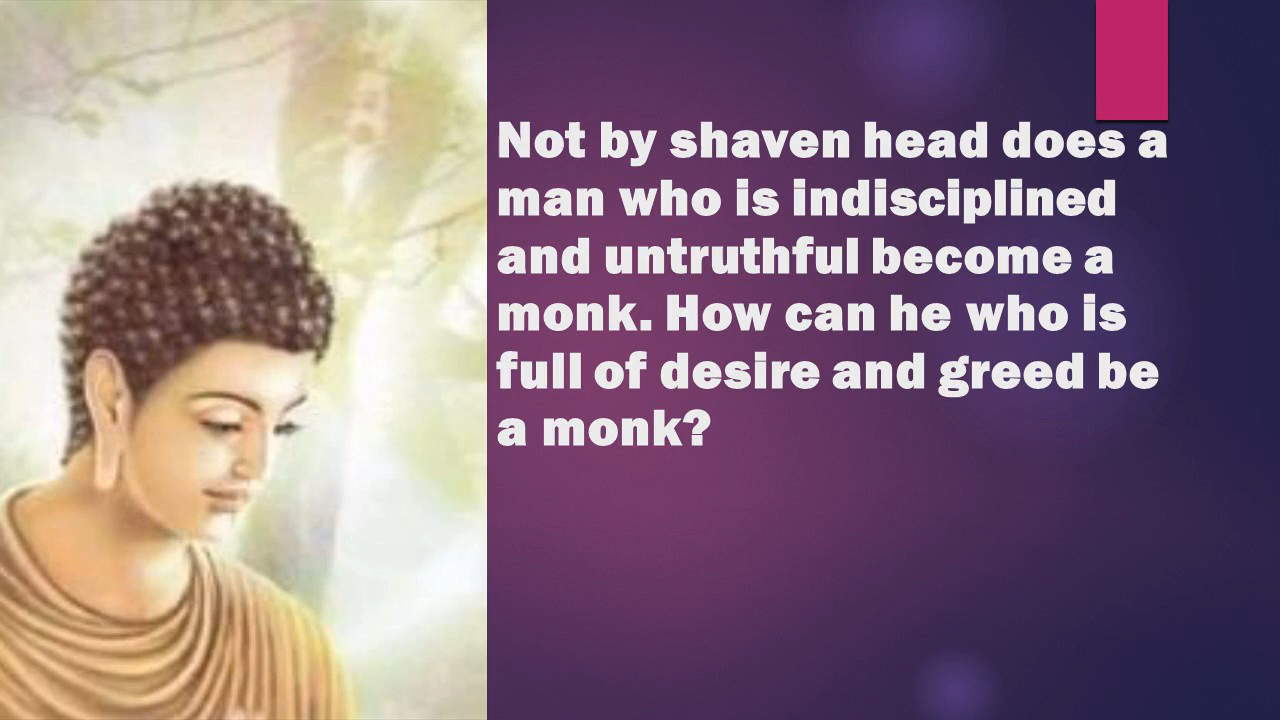 Not by shaven head does a
man who is indisciplined
and untruthful become a
monk. How can he who is
full of desire and greed be
a monk?